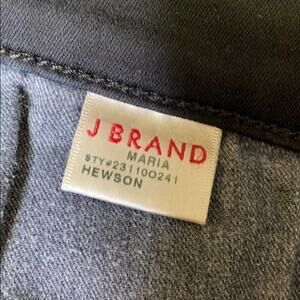 J BRAND
MARIA
STY#23110O241
HEWSON